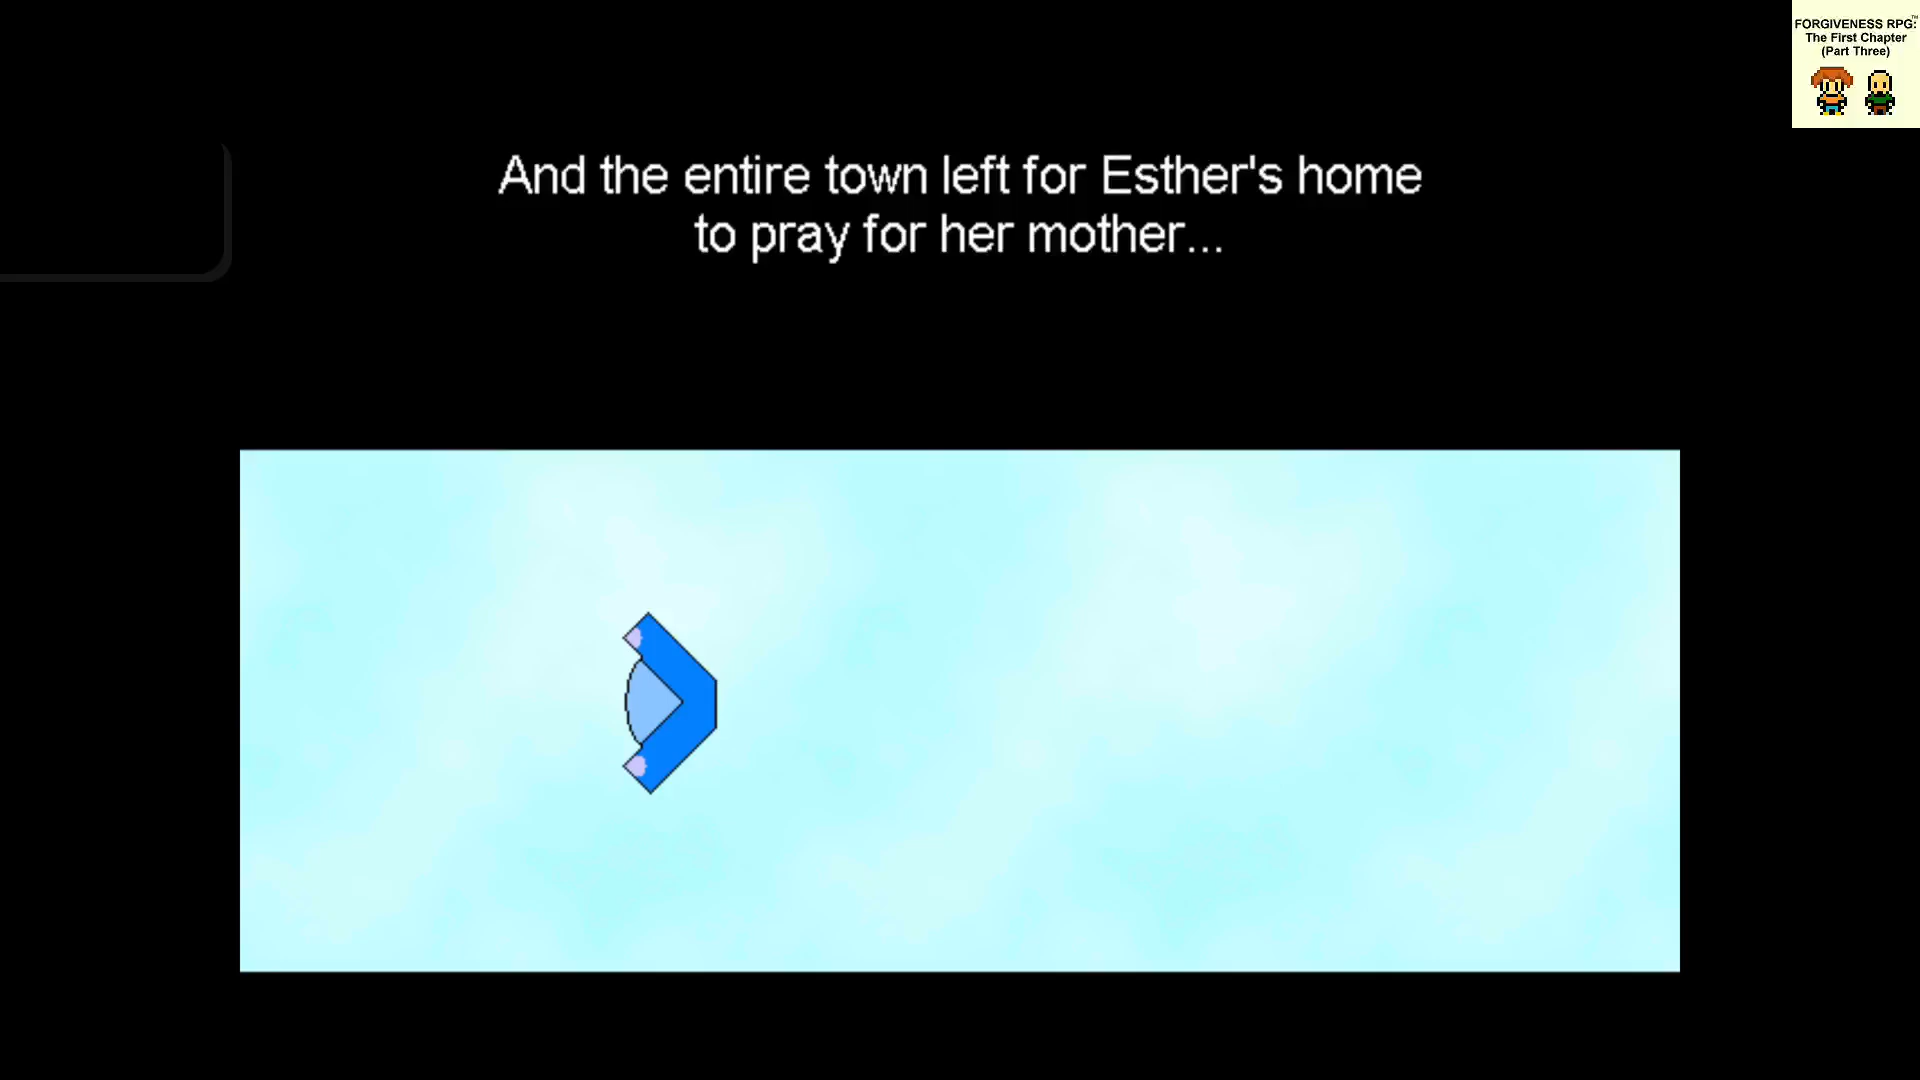 FORGIVENESS RPG:™
The First Chapter
(Part Three)
And the entire town left for Esther's home
to pray for her mother...